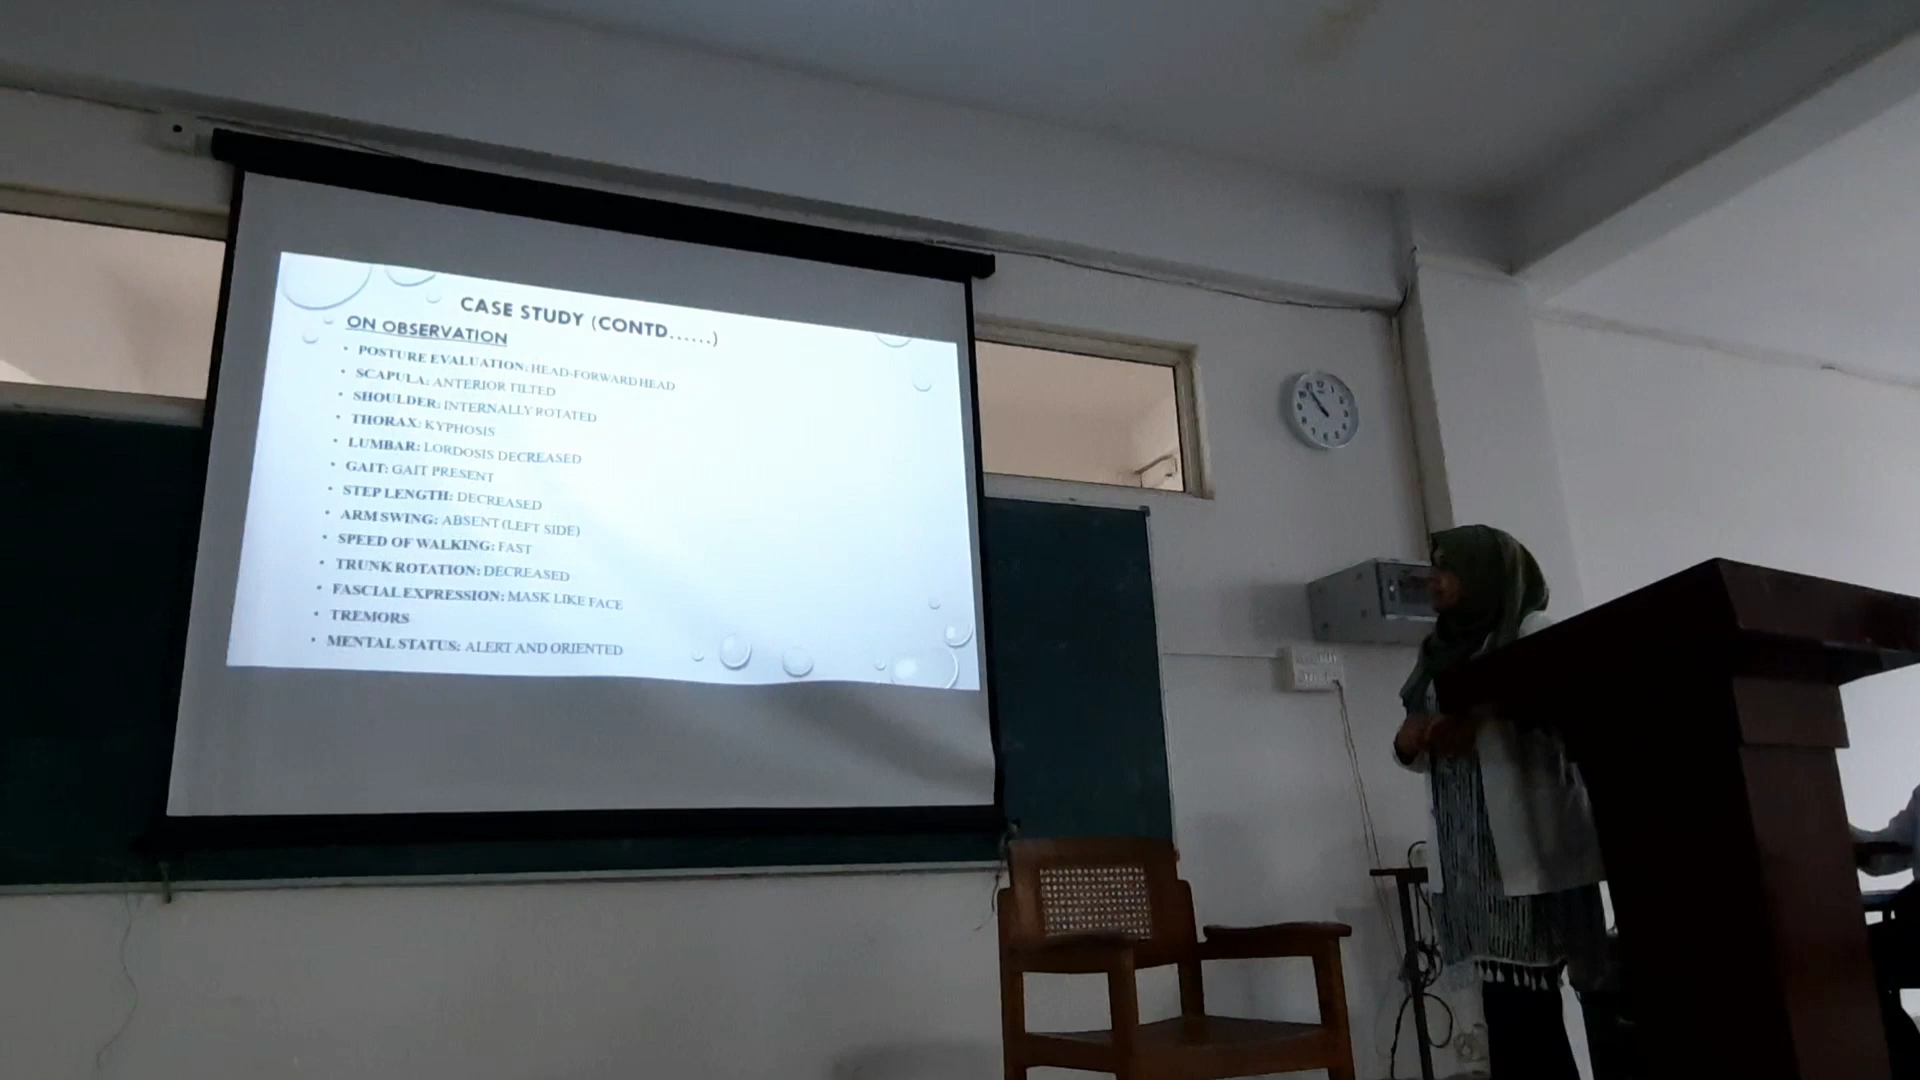 CASE STUDY (CONTD......)
ON OBSERVATION
• POSTURE EVALUATION: HEAD-FORWARD HEAD
• SCAPULA: ANTERIOR TILTED
• SHOULDER: INTERNALLY ROTATED
• THORAX: KYPHOSIS
• LUMBAR: LORDOSIS DECREASED
• GAIT: GAIT PRESENT
• STEP LENGTH: DECREASED
• ARM SWING: ABSENT (LEFT SIDE)
• SPEED OF WALKING: FAST
• TRUNK ROTATION: DECREASED
• FASCIAL EXPRESSION: MASK LIKE FACE
• TREMORS
• MENTAL STATUS: ALERT AND ORIENTED